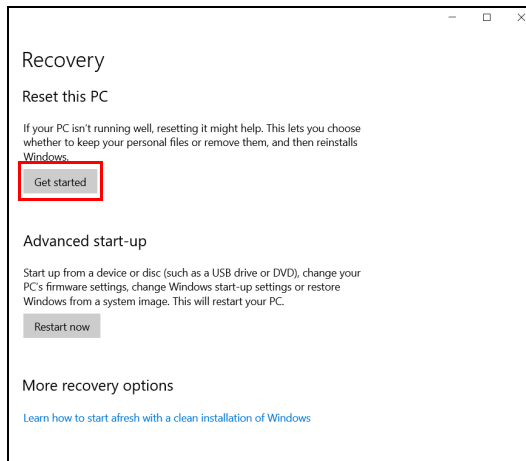 Recovery
Reset this PC
If your PC isn't running well, resetting it might help. This lets you choose
whether to keep your personal files or remove them, and then reinstalls
Windows.
Get started
Advanced start-up
Start up from a device or disc (such as a USB drive or DVD), change your
PC's firmware settings, change Windows start-up settings or restore
Windows from a system image. This will restart your PC.
Restart now
More recovery options
Learn how to start afresh with a clean installation of Windows